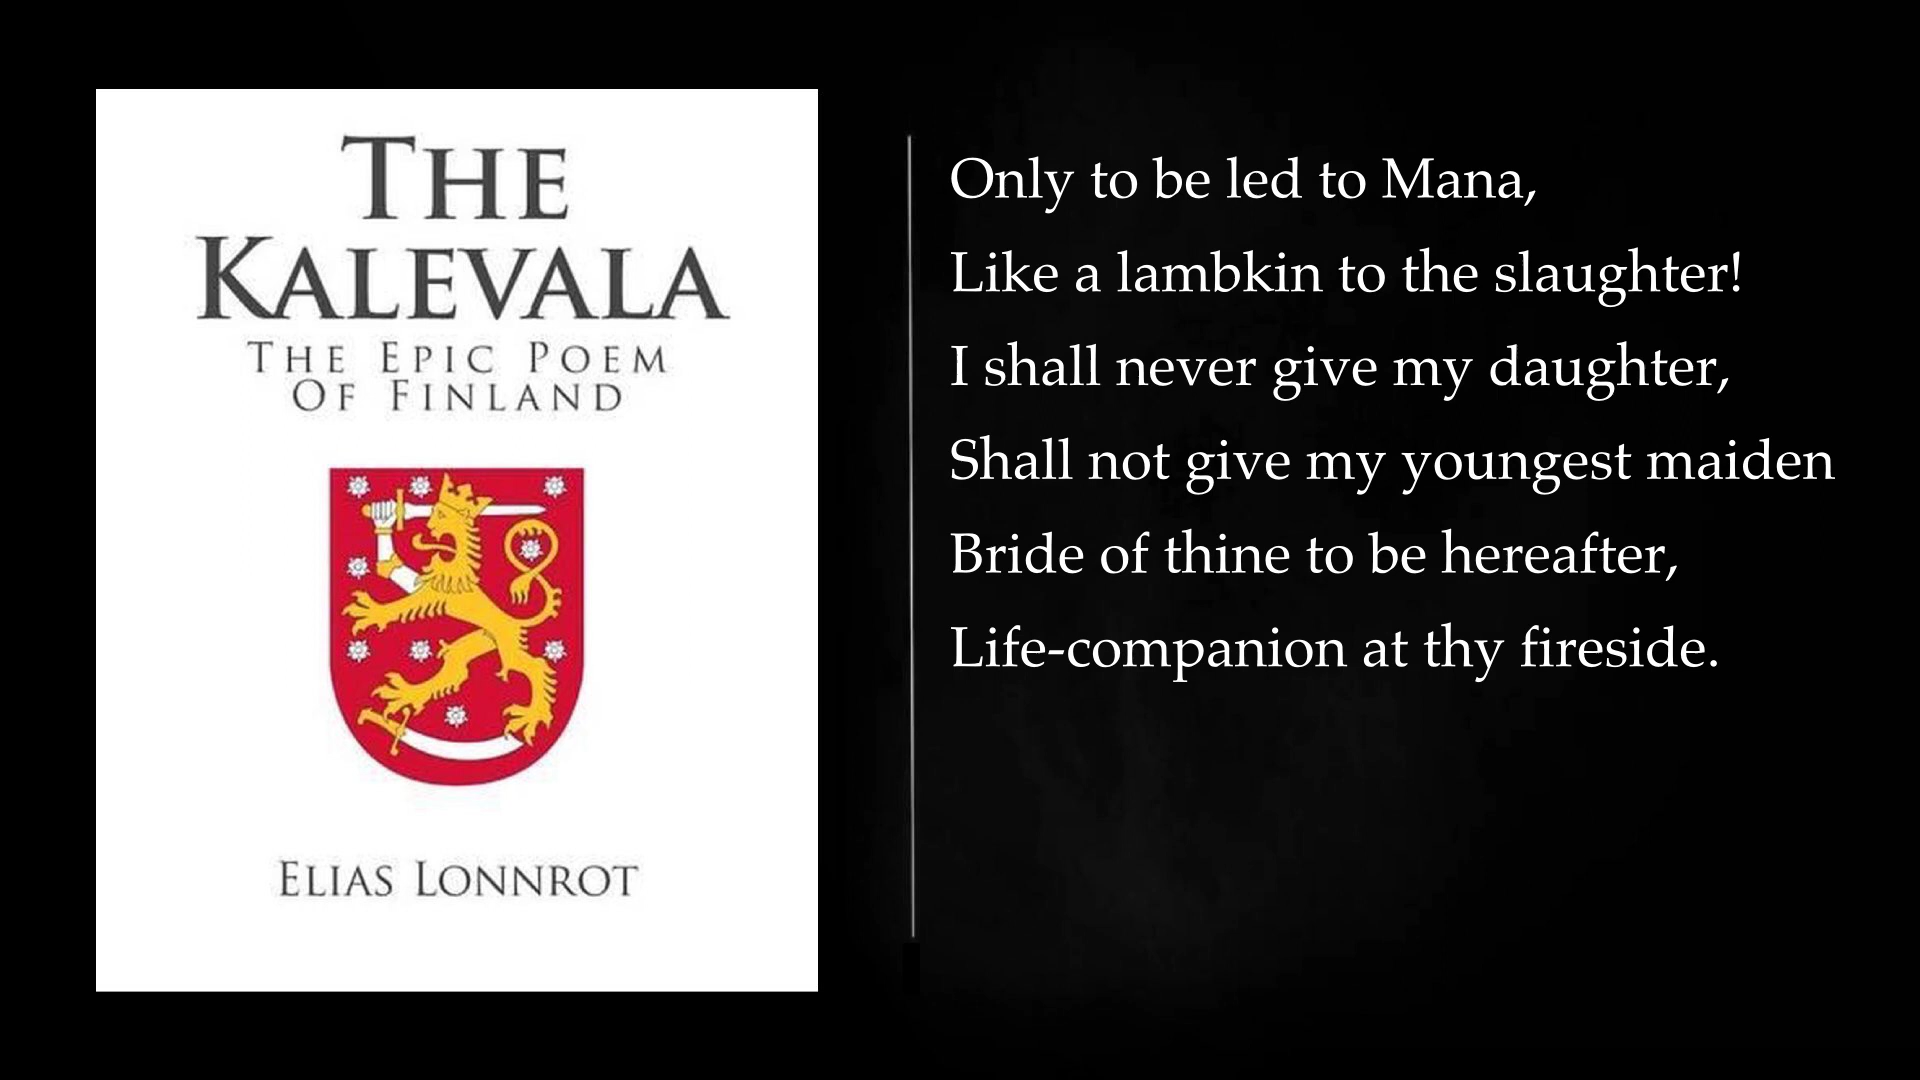 THE
KALEVALA
THE EPIC POEM
OF FINLAND
ELIAS LONNROT
Only to be led to Mana,
Like a lambkin to the slaughter!
I shall never give my daughter,
Shall not give my youngest maiden
Bride of thine to be hereafter,
Life-companion at thy fireside.